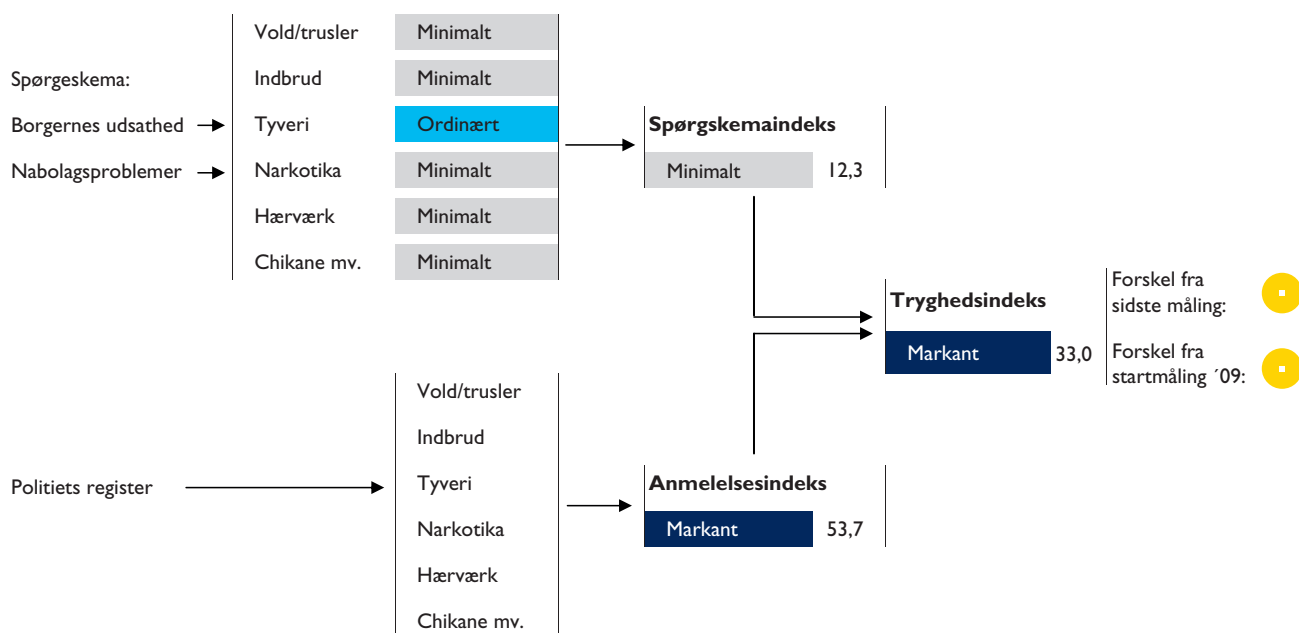 Vold/trusler Minimalt
Spørgeskema:
Indbrud Minimalt
Borgernes udsathed
Tyveri Ordinært
Nabolagsproblemer
Narkotika Minimalt
Hærværk Minimalt
Chikane mv. Minimalt
Spørgskemaindeks
Minimalt 12,3
Tryghedsindeks
Markant 33,0
Forskel fra
sidste måling:
Forskel fra
startmåling ´09:
Politiets register
Vold/trusler
Indbrud
Tyveri
Narkotika
Hærværk
Chikane mv.
Anmelelsesindeks
Markant 53,7